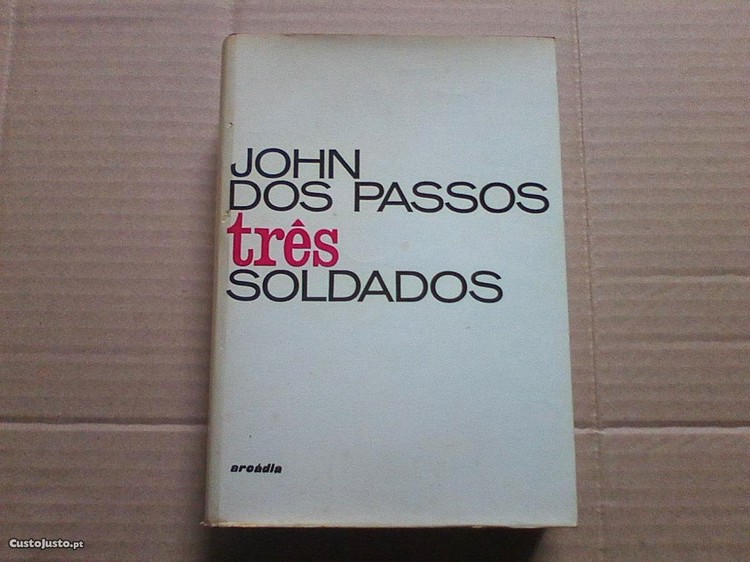 JOHN
DOS PASSOS
três
SOLDADOS
arcádia
CustoJusto.pt